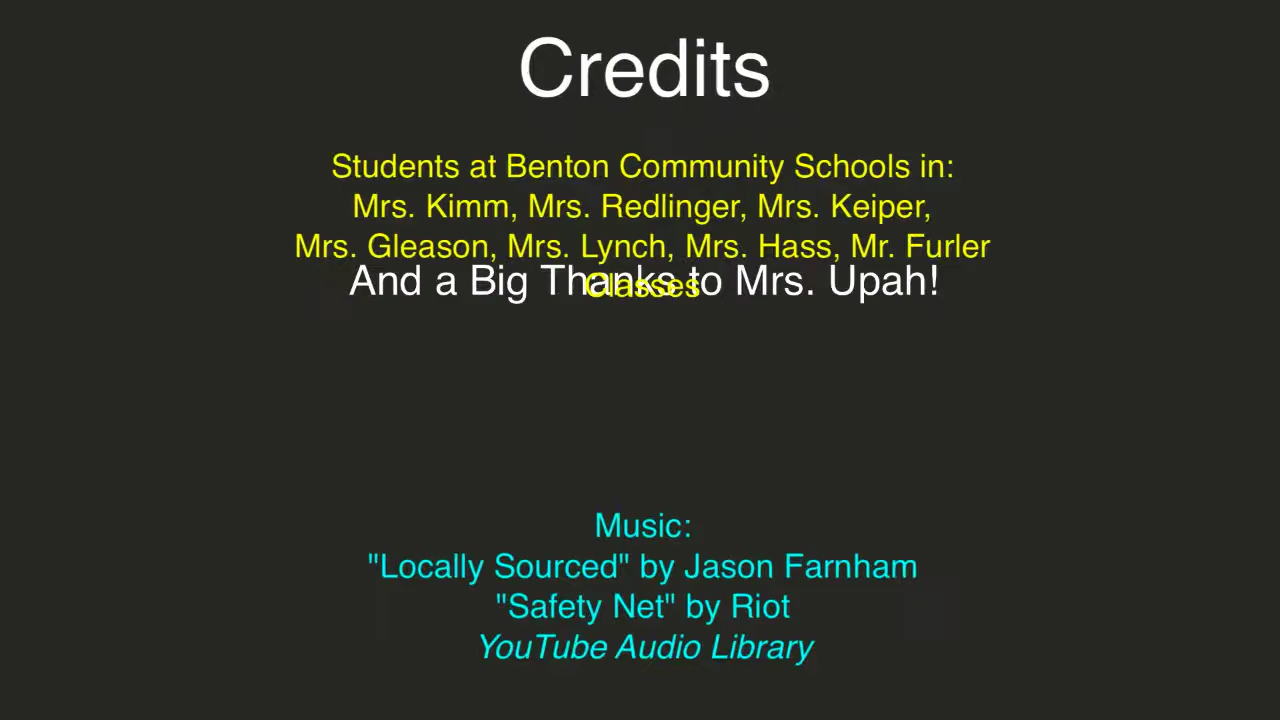 Credits
Students at Benton Community Schools in:
Mrs. Kimm, Mrs. Redlinger, Mrs. Keiper,
Mrs. Gleason, Mrs. Lynch, Mrs. Hass, Mr. Furler
Classes
And a Big Thanks to Mrs. Upah!
Music:
"Locally Sourced" by Jason Farnham
"Safety Net" by Riot
YouTube Audio Library